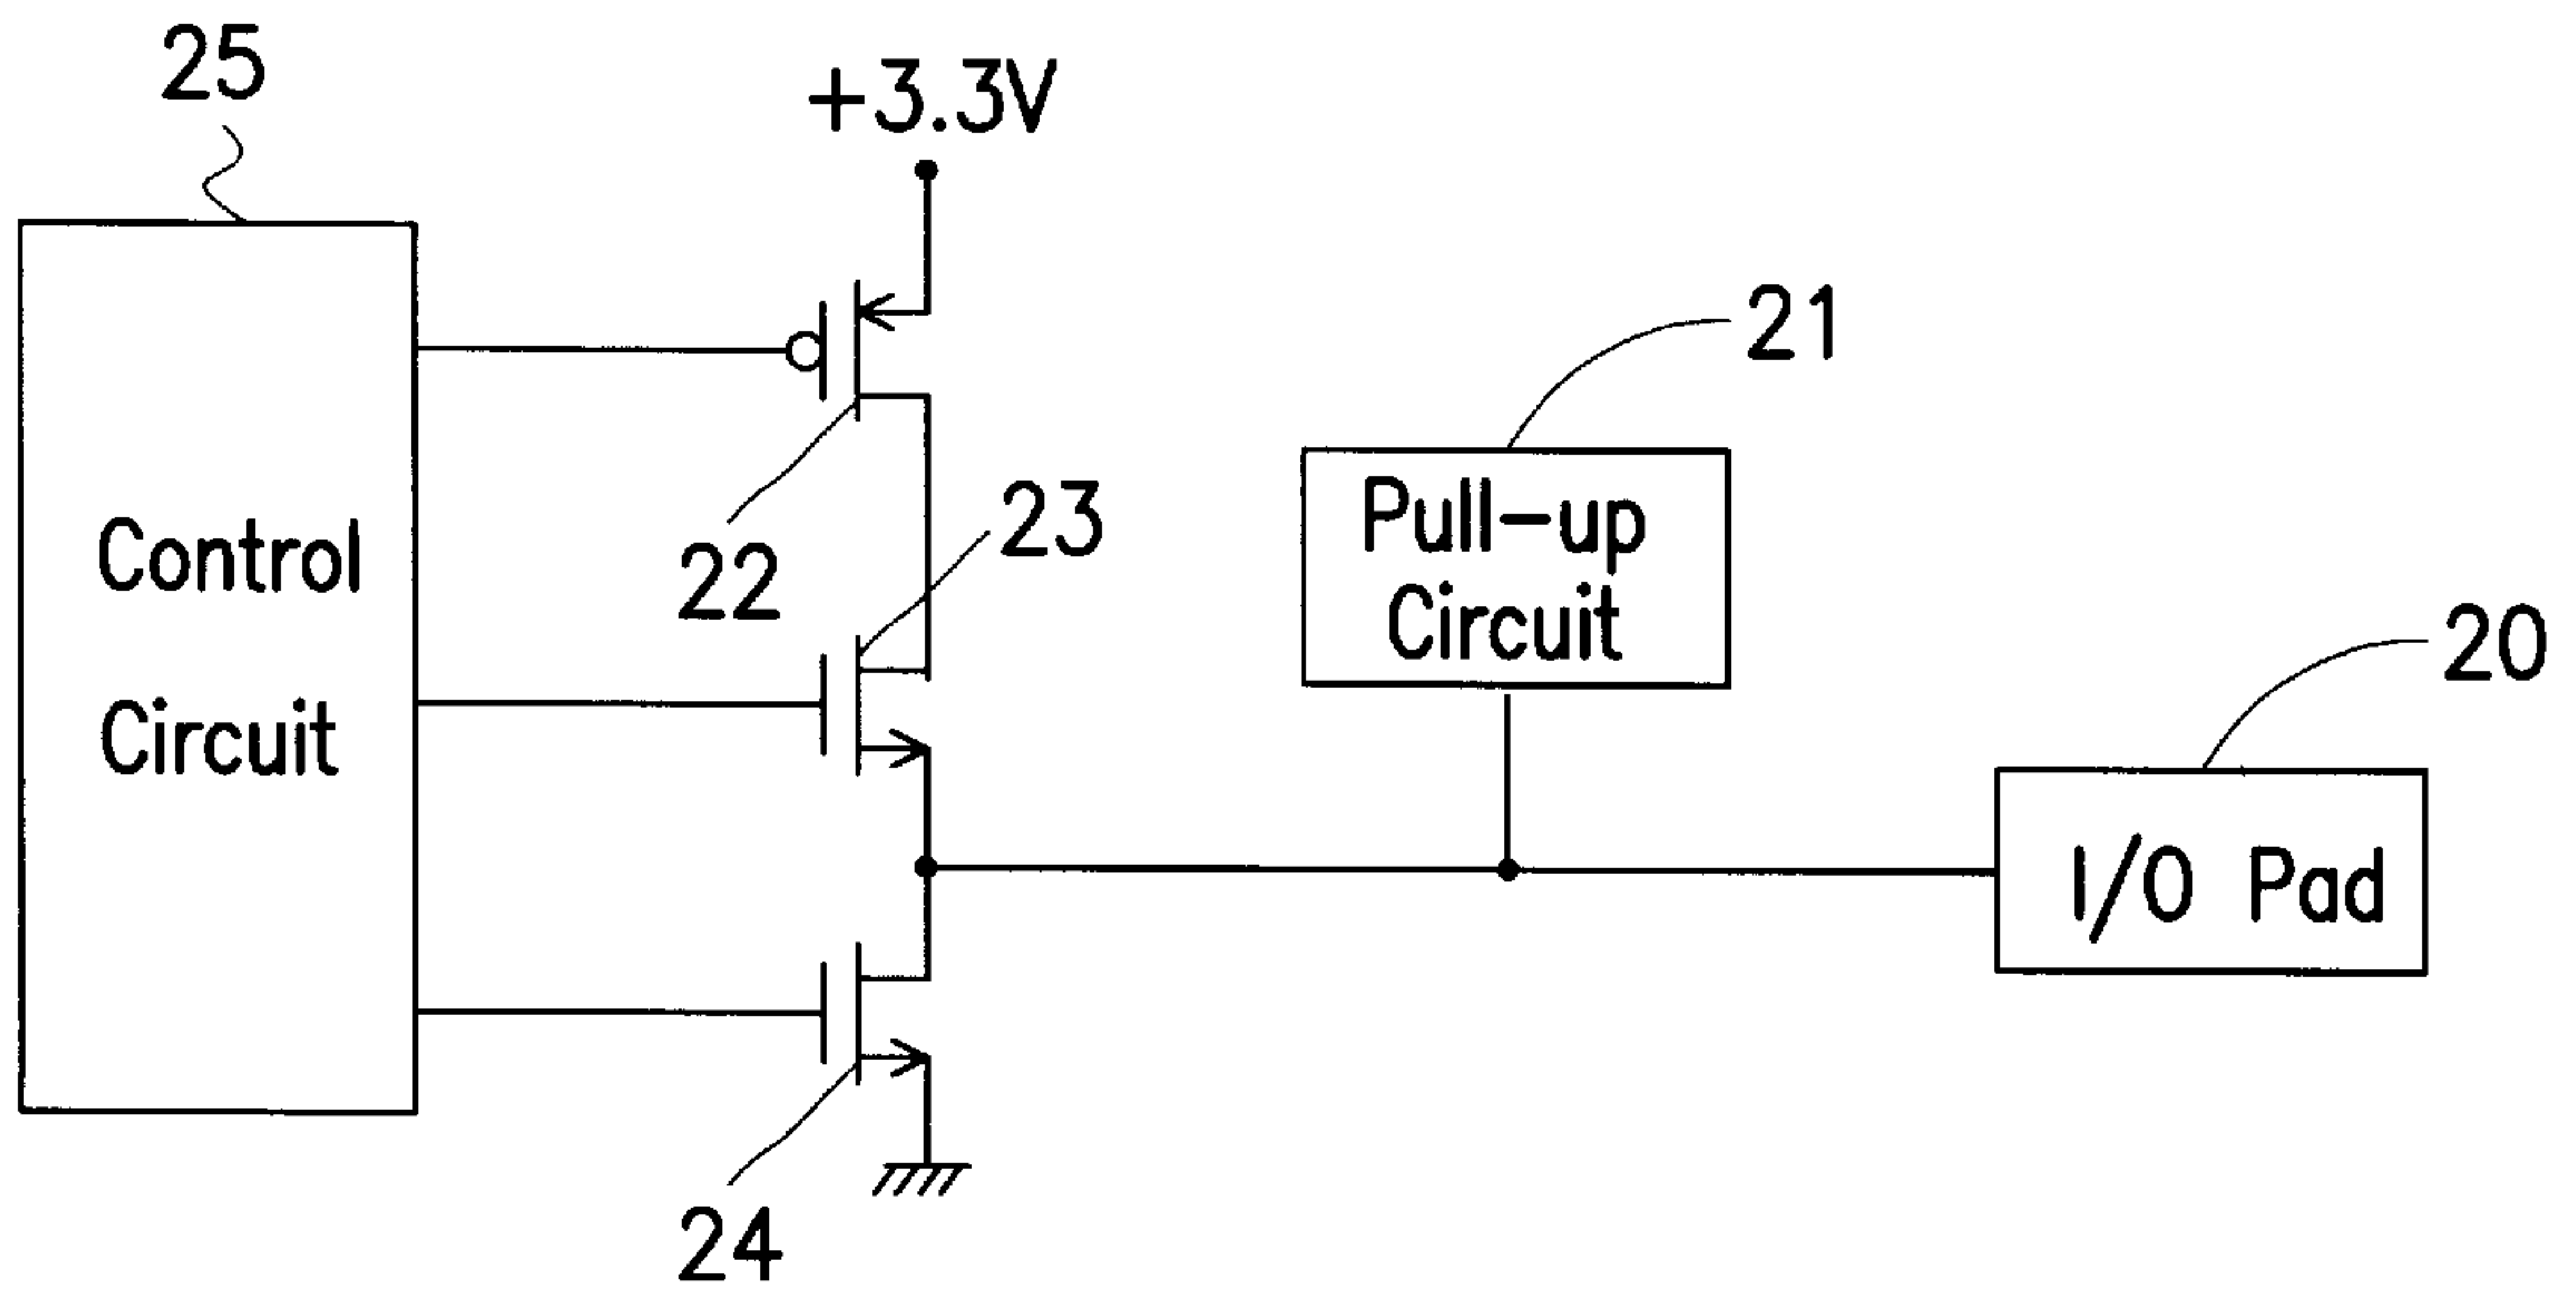 25
+3.3V
21
22
23
Control
Circuit
Pull-up
Circuit
20
I/O Pad
24